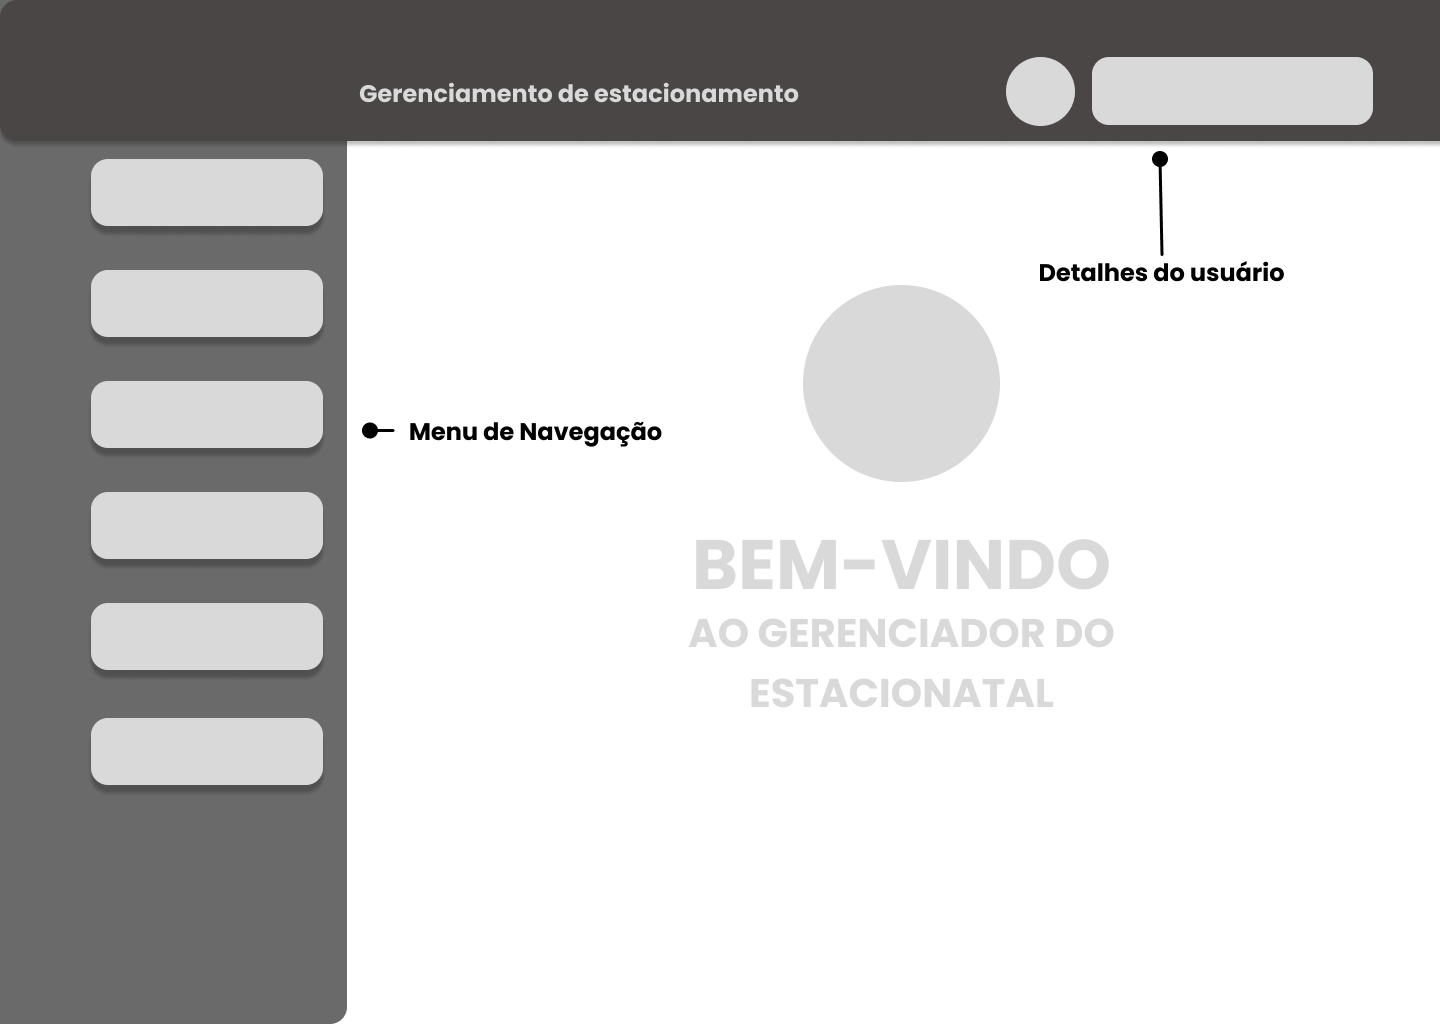 Gerenciamento de estacionamento
Detalhes do usuário
Menu de Navegação
BEM-VINDO
AO GERENCIADOR DO
ESTACIONATAL